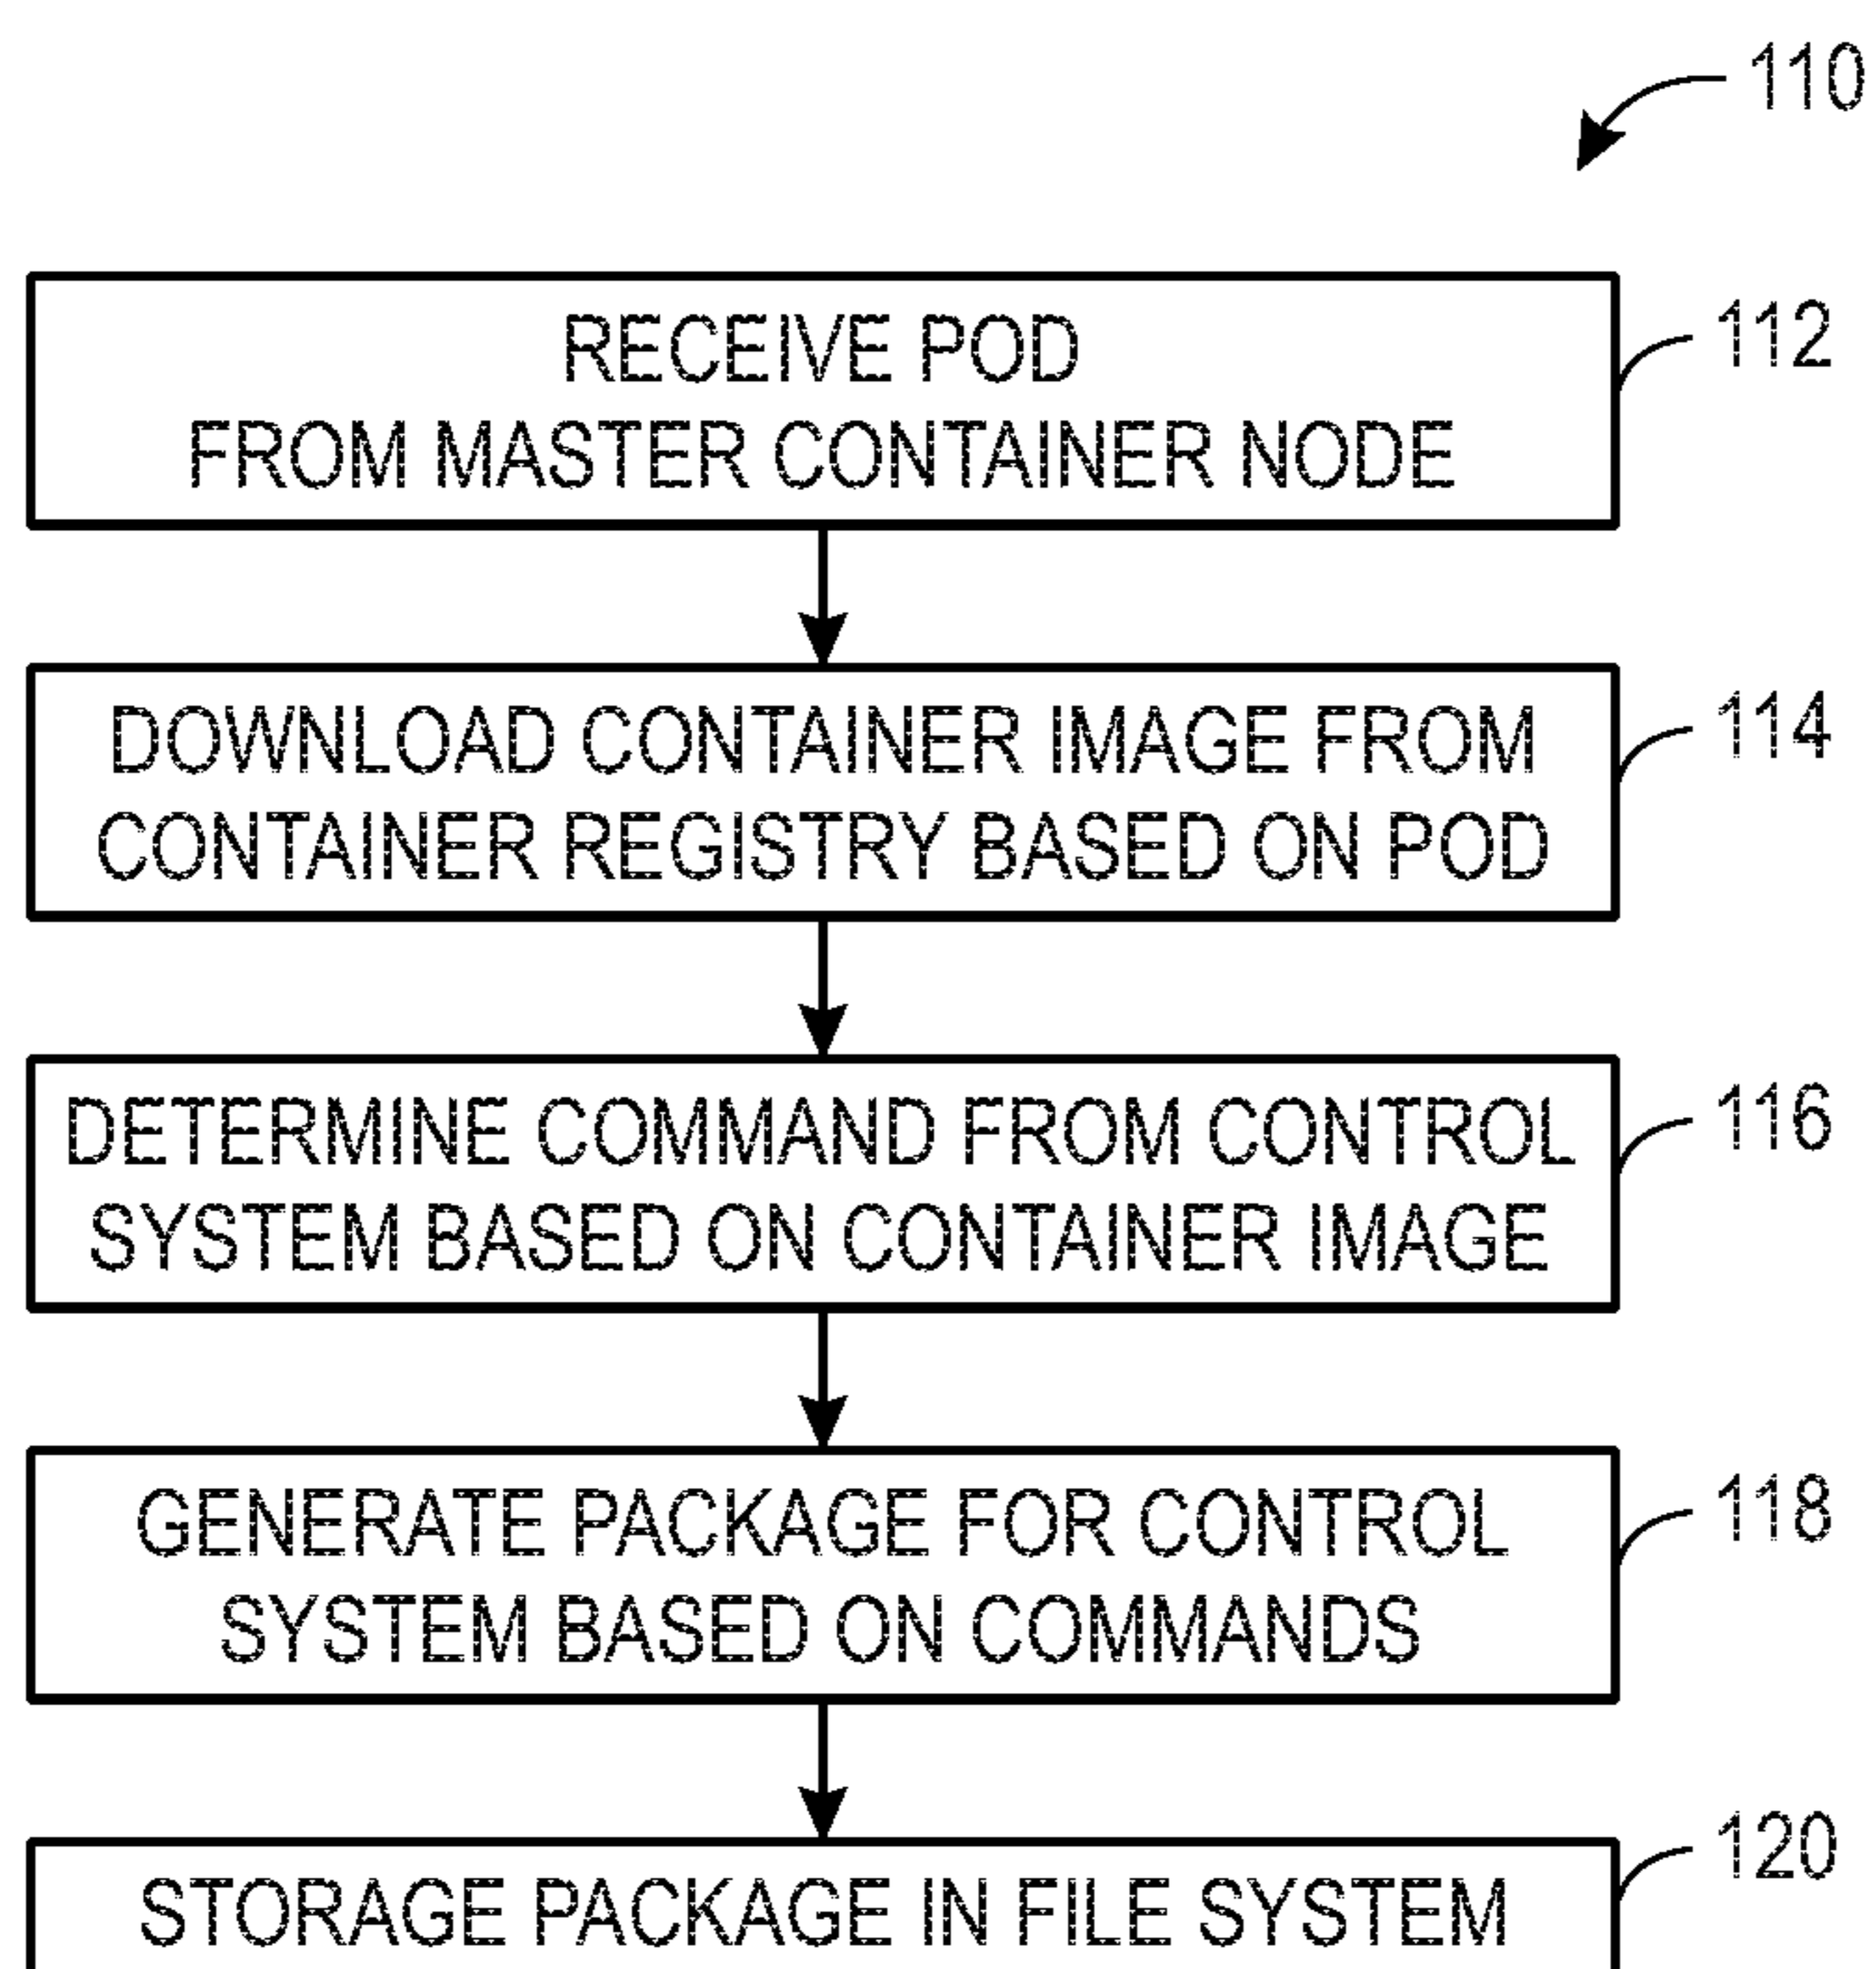 110
RECEIVE POD
FROM MASTER CONTAINER NODE
112
DOWNLOAD CONTAINER IMAGE FROM
CONTAINER REGISTRY BASED ON POD
114
DETERMINE COMMAND FROM CONTROL
SYSTEM BASED ON CONTAINER IMAGE
116
GENERATE PACKAGE FOR CONTROL
SYSTEM BASED ON COMMANDS
118
STORAGE PACKAGE IN FILE SYSTEM
120